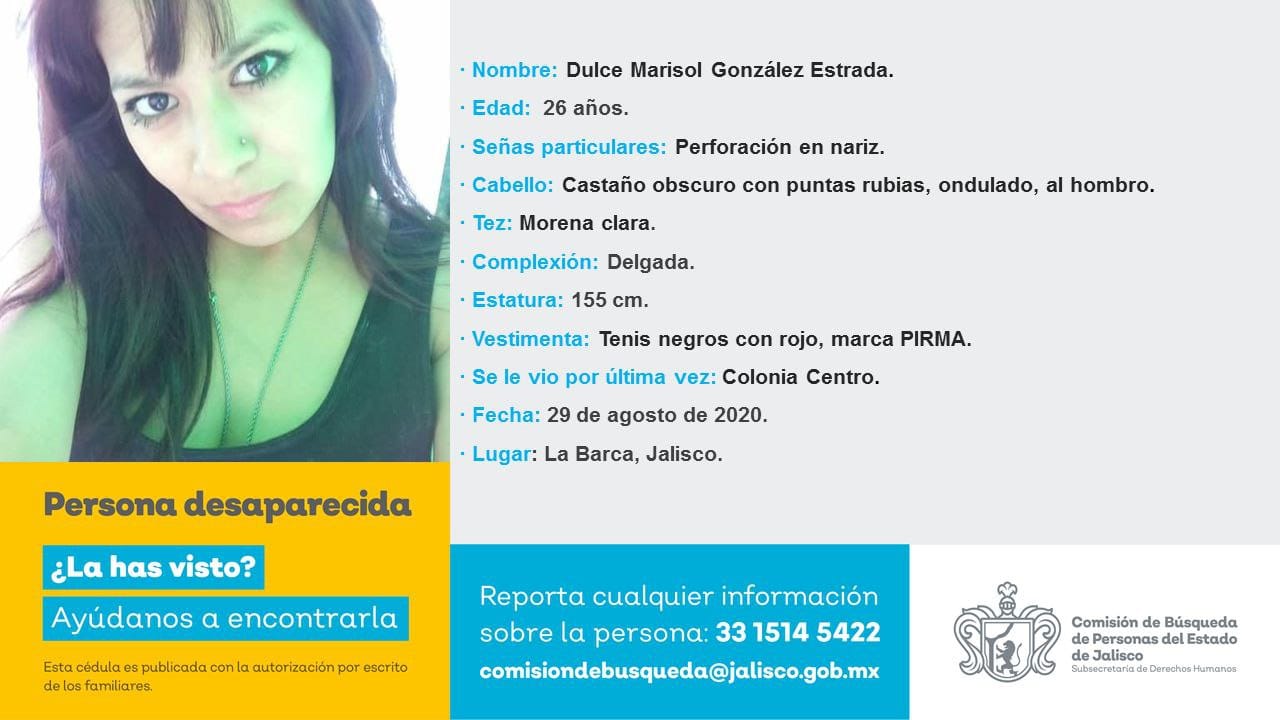 · Nombre: Dulce Marisol González Estrada.
· Edad: 26 años.
· Señas particulares: Perforación en nariz.
· Cabello: Castaño obscuro con puntas rubias, ondulado, al hombro.
· Tez: Morena clara.
· Complexión: Delgada.
· Estatura: 155 cm.
· Vestimenta: Tenis negros con rojo, marca PIRMA.
· Se le vio por última vez: Colonia Centro.
· Fecha: 29 de agosto de 2020.
· Lugar: La Barca, Jalisco.
Persona desaparecida
¿La has visto?
Ayúdanos a encontrarla
Esta cédula es publicada con la autorización por escrito
de los familiares.
Reporta cualquier información
sobre la persona: 33 1514 5422
comisiondebusqueda@jalisco.gob.mx
Comisión de Búsqueda
de Personas del Estado
de Jalisco
Subsecretaría de Derechos Humanos